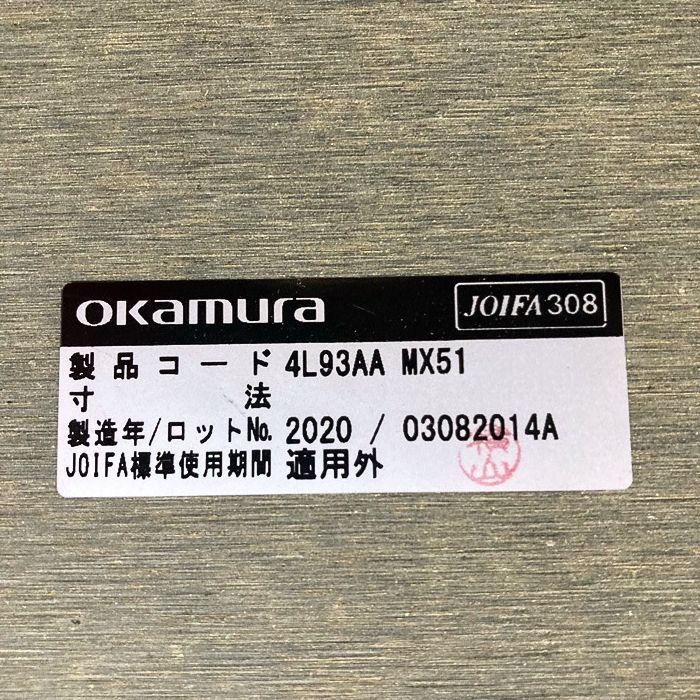 okamura JOIFA308
製品コード 4L93AA MX51
寸法
製造年/ロットNo. 2020 / 03082014A
JOIFA標準使用期間 適用外